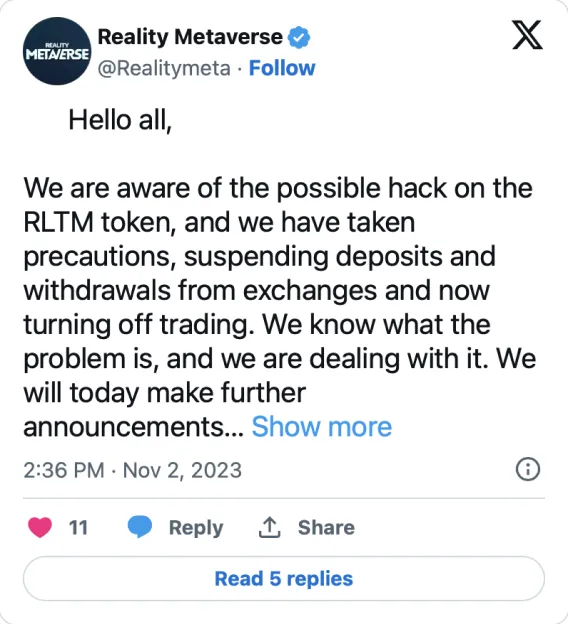 REALITY
METAVERSE
Reality Metaverse
@Realitymeta · Follow
X
Hello all,
We are aware of the possible hack on the
RLTM token, and we have taken
precautions, suspending deposits and
withdrawals from exchanges and now
turning off trading. We know what the
problem is, and we are dealing with it. We
will today make further
announcements... Show more
2:36 PM · Nov 2, 2023
11 Reply Share
Read 5 replies